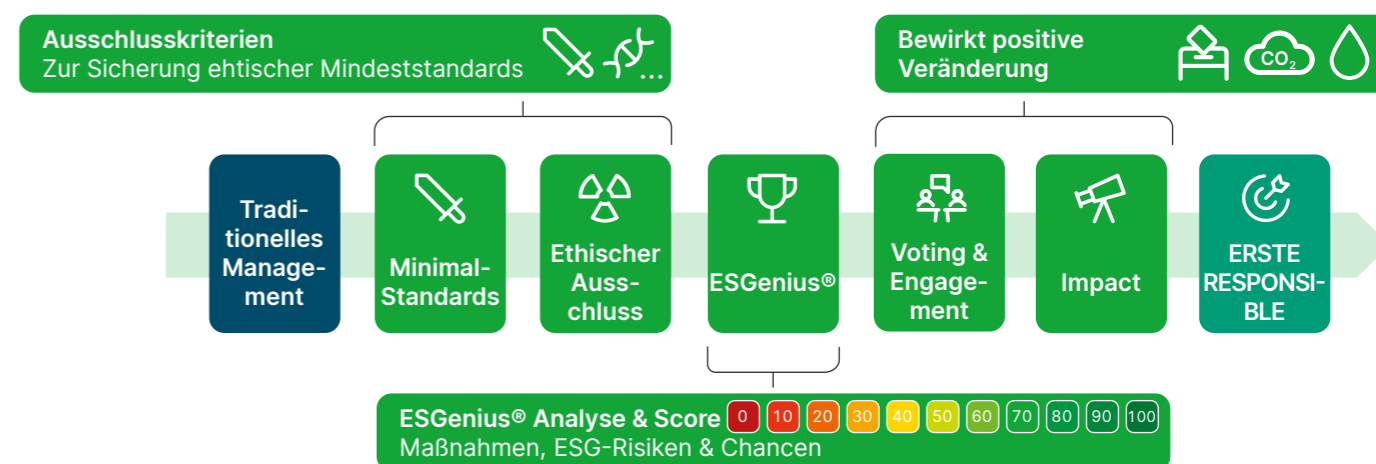 Ausschlusskriterien
Zur Sicherung ehtischer Mindeststandards
...
Bewirkt positive
Veränderung
CO₂
Tradi-
tionelles
Manage-
ment
Minimal-
Standards
Ethischer
Auss-
chluss
ESGenius®
Voting &
Engage-
ment
Impact
ERSTE
RESPONSI-
BLE
ESGenius® Analyse & Score 0 10 20 30 40 50 60 70 80 90 100
Maßnahmen, ESG-Risiken & Chancen